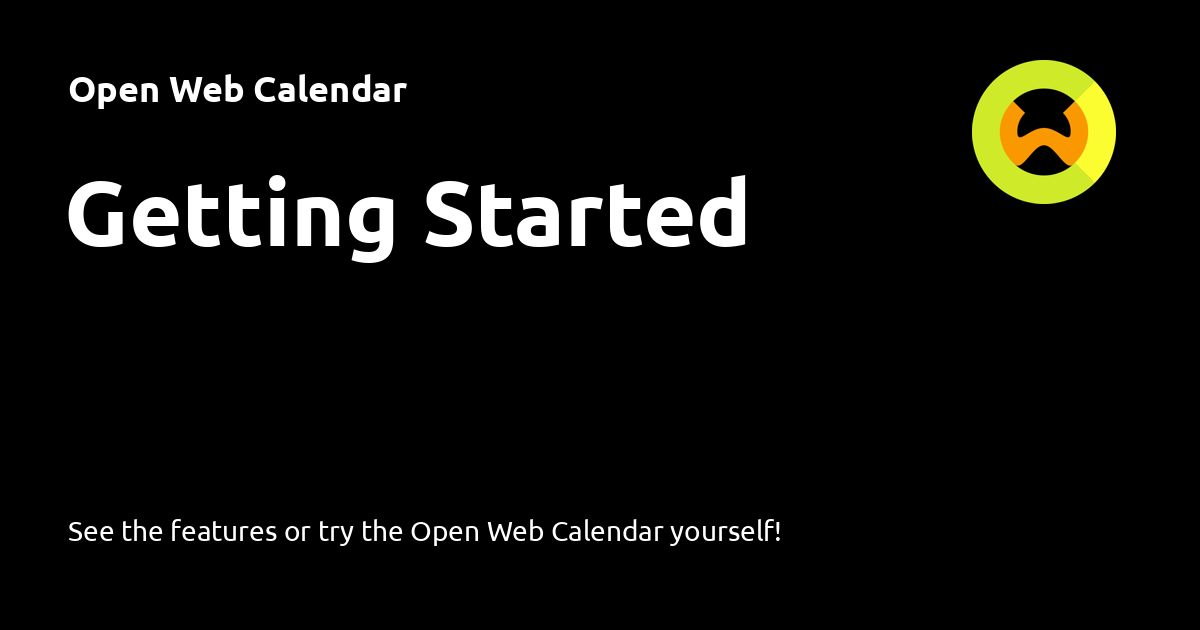 Open Web Calendar
Getting Started
See the features or try the Open Web Calendar yourself!